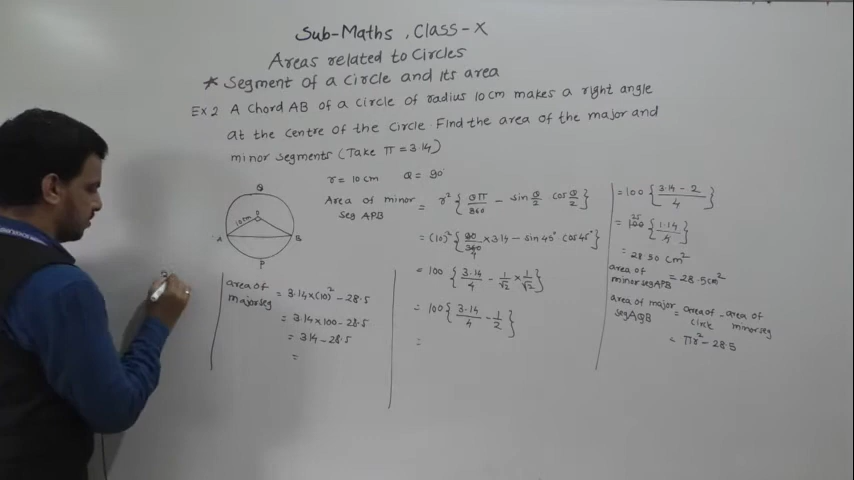 Sub-Maths, Class-X
Areas related to Circles
* Segment of a circle and its area
Ex 2 A Chord AB of a circle of radius 10 cm makes a right angle
at the centre of the circle. Find the area of the major and
minor segments (Take π = 3.14)
r = 10 cm θ = 90°
Q
10cm O
A B
P
Area of minor seg APB = r² { θπ/360 − sin θ/2 cos θ/2 }
= (10)² { 90/360 × 3.14 − sin 45° cos 45° }
4
= 100 { 3.14/4 − 1/√2 × 1/√2 }
= 100 { 3.14/4 − 1/2 }
=
= 100 { 3.14 − 2 / 4 }
25
= 100 { 1.14 / 4 }
= 28.50 cm²
area of minor seg APB = 28.5 cm²
area of major seg AQB = area of circle − area of minor seg
= πr² − 28.5
area of major seg = 3.14 × (10)² − 28.5
= 3.14 × 100 − 28.5
= 314 − 28.5
=